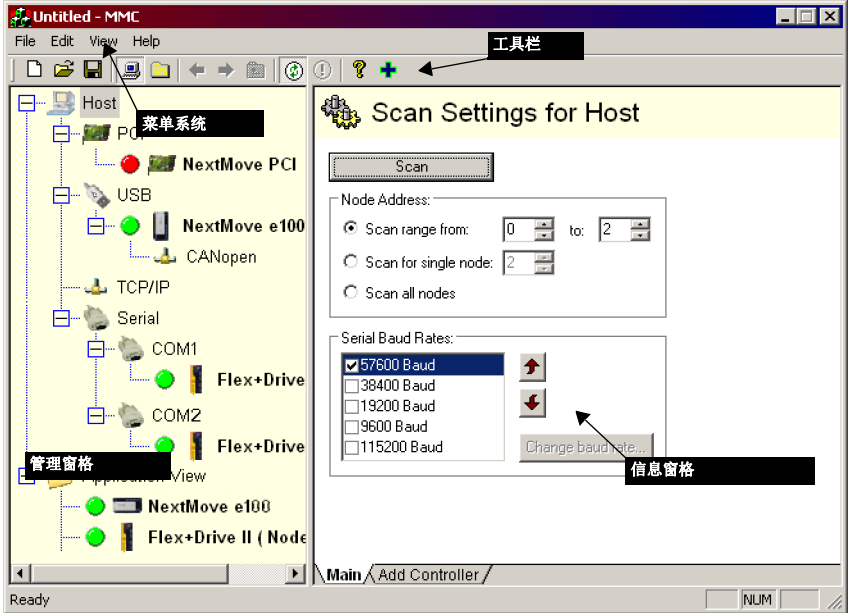 Untitled - MMC
File Edit View Help
工具栏
菜单系统
Host
NextMove PCI
USB
NextMove e100
CANopen
TCP/IP
Serial
COM1
Flex+Drive
COM2
Flex+Drive
管理窗格
View
NextMove e100
Flex+Drive II ( Node
Scan Settings for Host
Scan
Node Address:
Scan range from: 0 to: 2
Scan for single node: 2
Scan all nodes
Serial Baud Rates:
57600 Baud
38400 Baud
19200 Baud
9600 Baud
115200 Baud
Change baud rate...
信息窗格
Main Add Controller
Ready
NUM